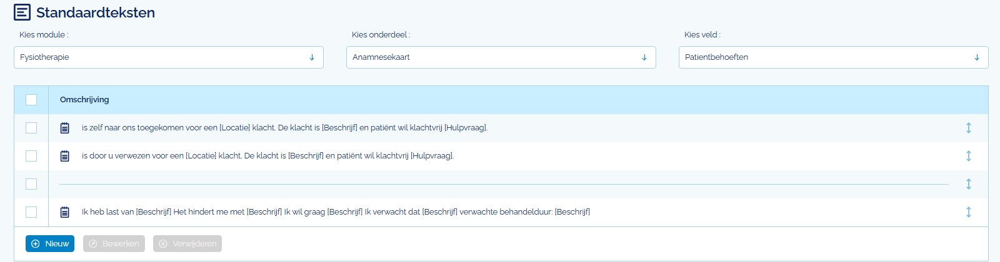 Standaardteksten
Kies module :
Kies onderdeel :
Kies veld :
Fysiotherapie
Anamnesekaart
Patientbehoeften
Omschrijving
is zelf naar ons toegekomen voor een [Locatie] klacht. De klacht is [Beschrijf] en patiënt wil klachtvrij [Hulpvraag].
is door u verwezen voor een [Locatie] klacht. De klacht is [Beschrijf] en patiënt wil klachtvrij [Hulpvraag].
Ik heb last van [Beschrijf] Het hindert me met [Beschrijf] Ik wil graag [Beschrijf] Ik verwacht dat [Beschrijf] verwachte behandelduur: [Beschrijf]
Nieuw
Bewerken
Verwijderen